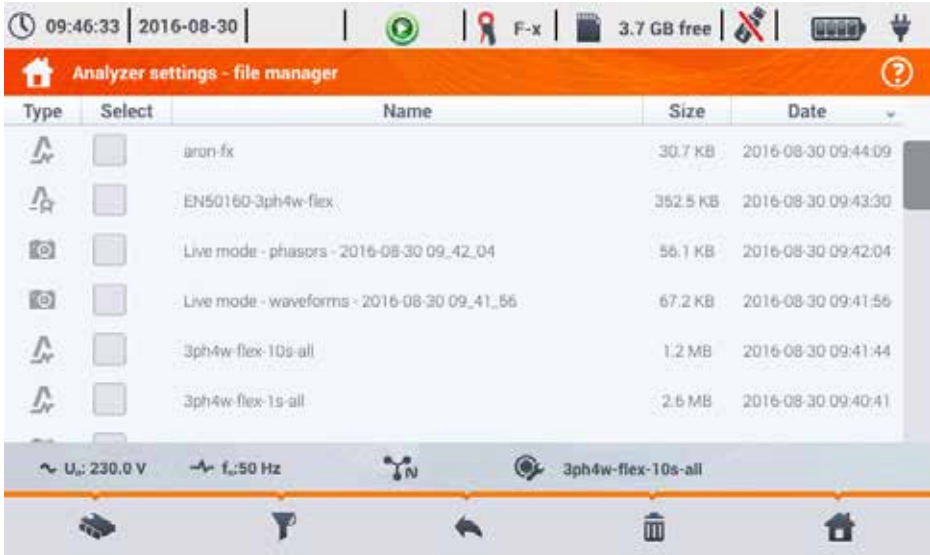 09:46:33 2016-08-30 F-x 3.7 GB free
Analyzer settings - file manager ?
Type Select Name Size Date
aron-fx 30.7 KB 2016-08-30 09:44:09
EN50160-3ph4w-flex 352.5 KB 2016-08-30 09:43:30
Live mode - phasors - 2016-08-30 09_42_04 56.1 KB 2016-08-30 09:42:04
Live mode - waveforms - 2016-08-30 09_41_56 67.2 KB 2016-08-30 09:41:56
3ph4w-flex-10s-all 1.2 MB 2016-08-30 09:41:44
3ph4w-flex-1s-all 2.6 MB 2016-08-30 09:40:41
Uₙ: 230.0 V fₙ:50 Hz N 3ph4w-flex-10s-all